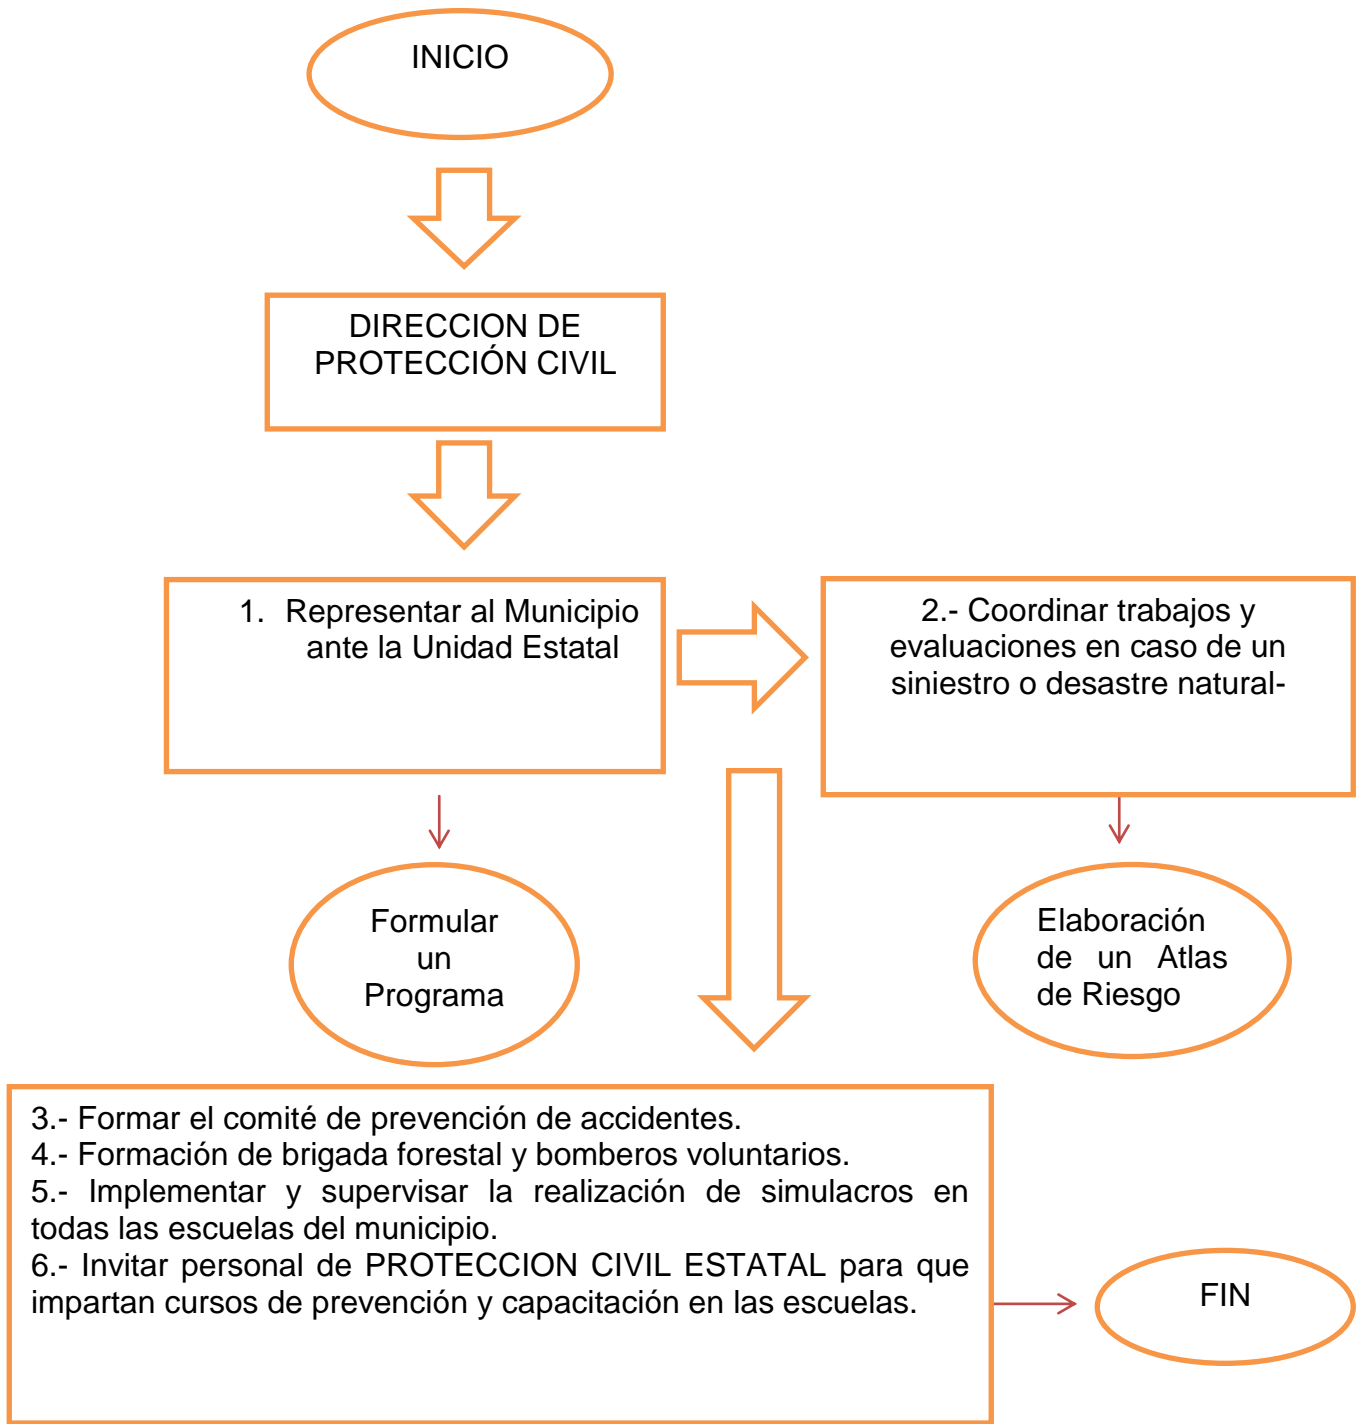 INICIO
DIRECCION DE
PROTECCIÓN CIVIL
1. Representar al Municipio
ante la Unidad Estatal
2.- Coordinar trabajos y
evaluaciones en caso de un
siniestro o desastre natural-
Formular
un
Programa
Elaboración
de un Atlas
de Riesgo
3.- Formar el comité de prevención de accidentes.
4.- Formación de brigada forestal y bomberos voluntarios.
5.- Implementar y supervisar la realización de simulacros en
todas las escuelas del municipio.
6.- Invitar personal de PROTECCION CIVIL ESTATAL para que
impartan cursos de prevención y capacitación en las escuelas.
FIN